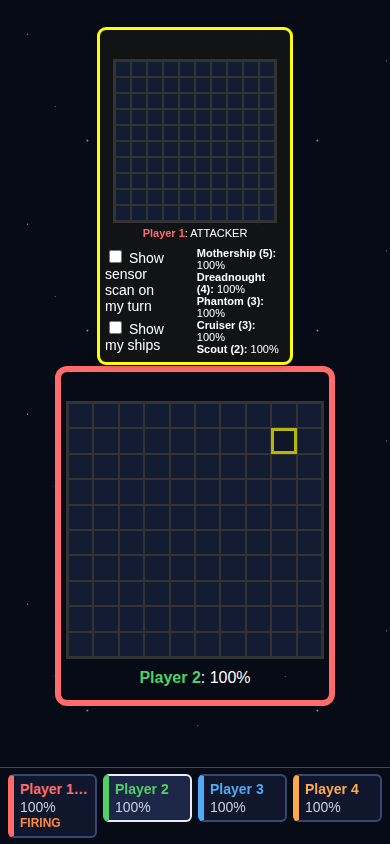 Player 1: ATTACKER
Show
sensor
scan on
my turn
Show
my ships
Mothership (5):
100%
Dreadnought
(4): 100%
Phantom (3):
100%
Cruiser (3):
100%
Scout (2): 100%
Player 2: 100%
Player 1...
100%
FIRING
Player 2
100%
Player 3
100%
Player 4
100%